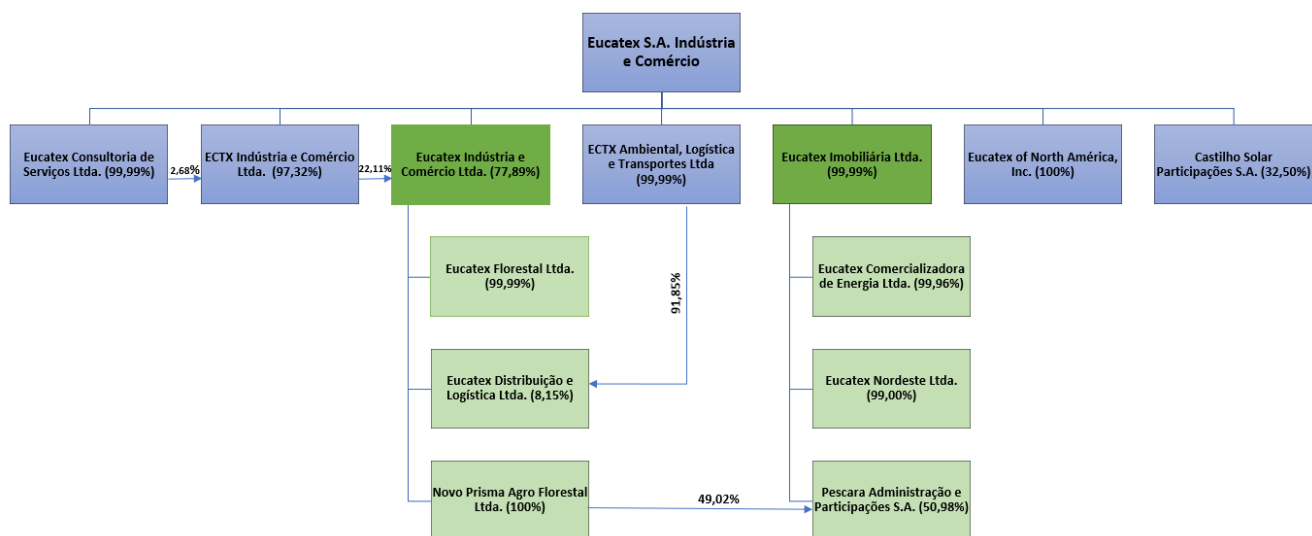 Eucatex S.A. Indústria
e Comércio
Eucatex Consultoria de
Serviços Ltda. (99,99%)
2,68%
ECTX Indústria e Comércio
Ltda. (97,32%)
22,11%
Eucatex Indústria e
Comércio Ltda. (77,89%)
ECTX Ambiental, Logística
e Transportes Ltda
(99,99%)
Eucatex Imobiliária Ltda.
(99,99%)
Eucatex of North América,
Inc. (100%)
Castilho Solar
Participações S.A. (32,50%)
Eucatex Florestal Ltda.
(99,99%)
91,85%
Eucatex Comercializadora
de Energia Ltda. (99,96%)
Eucatex Distribuição e
Logística Ltda. (8,15%)
Eucatex Nordeste Ltda.
(99,00%)
Novo Prisma Agro Florestal
Ltda. (100%)
49,02%
Pescara Administração e
Participações S.A. (50,98%)